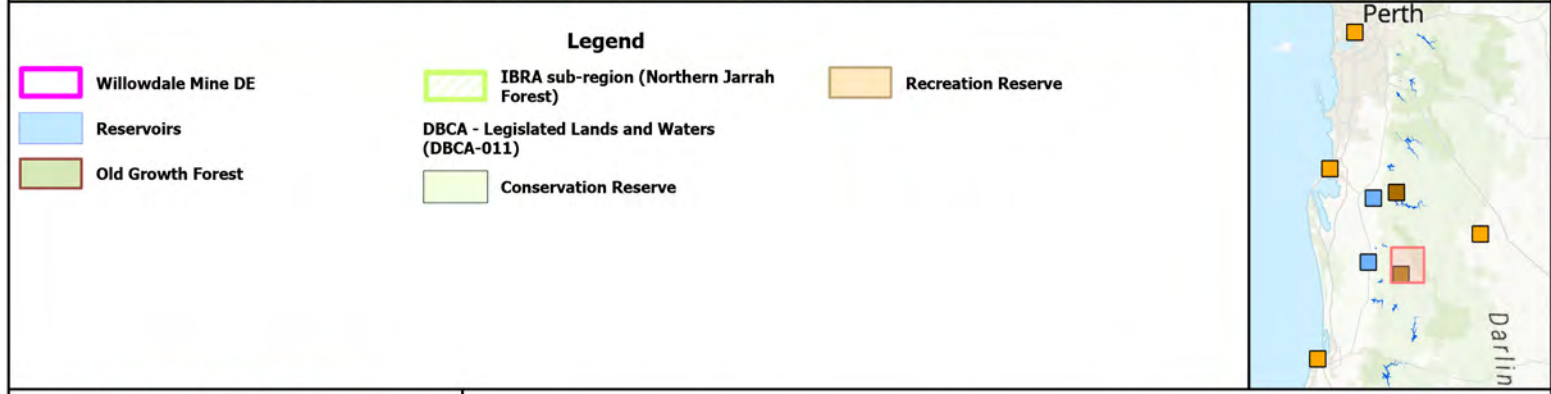 Legend
Willowdale Mine DE
Reservoirs
Old Growth Forest
IBRA sub-region (Northern Jarrah
Forest)
DBCA - Legislated Lands and Waters
(DBCA-011)
Conservation Reserve
Recreation Reserve
Perth
Darlin